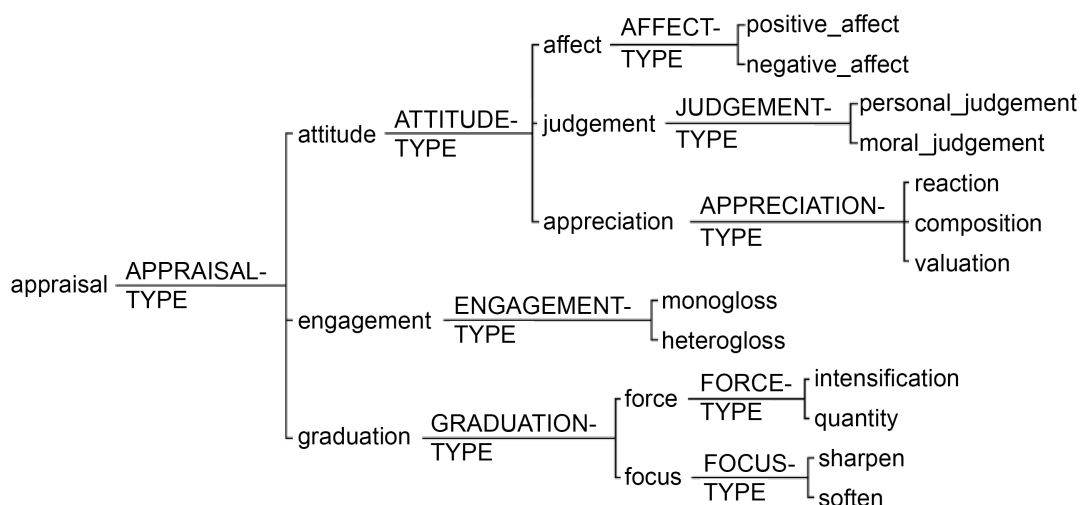 appraisal
APPRAISAL-
TYPE
attitude
ATTITUDE-
TYPE
affect
AFFECT-
TYPE
positive_affect
negative_affect
judgement
JUDGEMENT-
TYPE
personal_judgement
moral_judgement
appreciation
APPRECIATION-
TYPE
reaction
composition
valuation
engagement
ENGAGEMENT-
TYPE
monogloss
heterogloss
graduation
GRADUATION-
TYPE
force
FORCE-
TYPE
intensification
quantity
focus
FOCUS-
TYPE
sharpen
soften